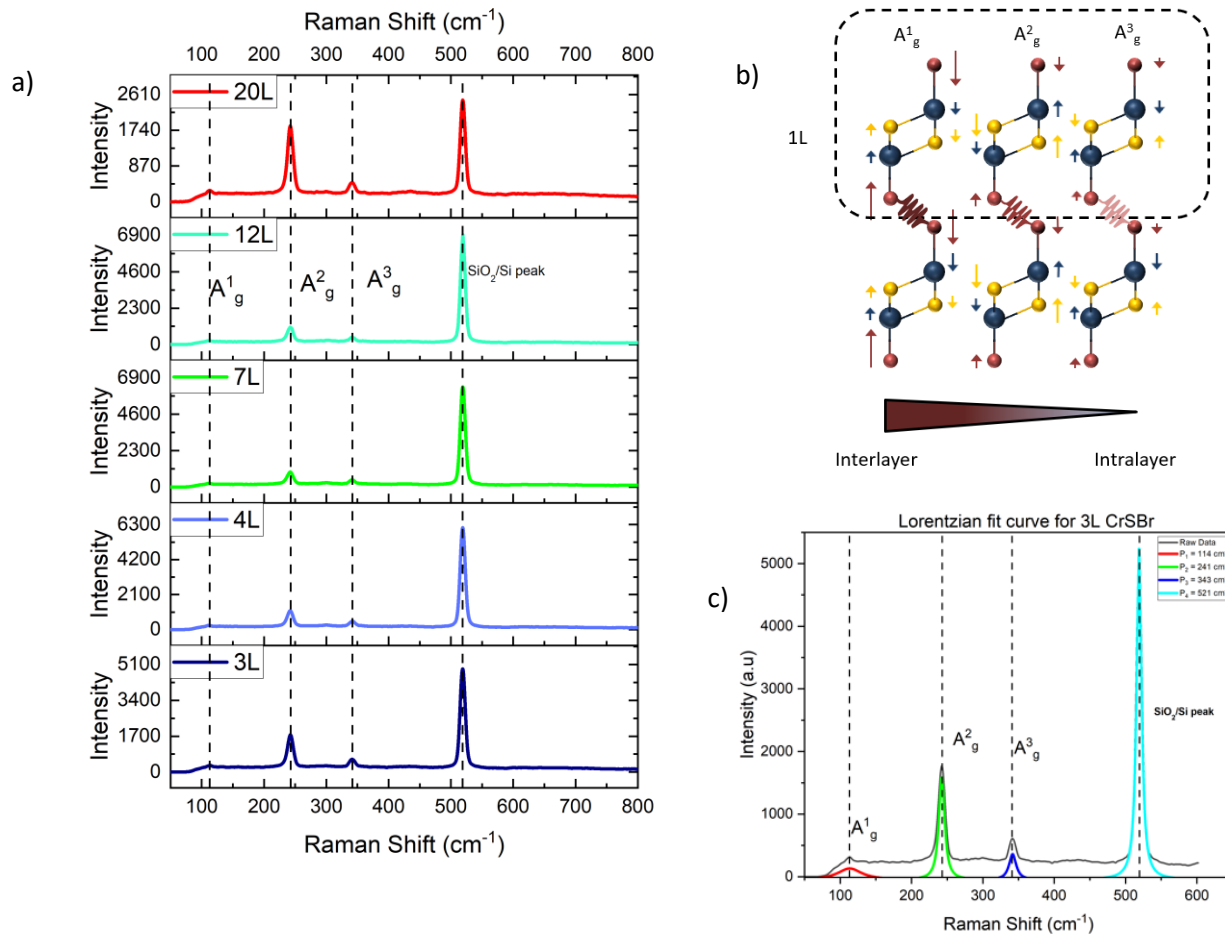 a)
Raman Shift (cm⁻¹)
100 200 300 400 500 600 700 800
Intensity
2610
1740
870
0
20L
Intensity
6900
4600
2300
0
12L
A¹g
A²g
A³g
SiO₂/Si peak
Intensity
6900
4600
2300
0
7L
Intensity
6300
4200
2100
0
4L
Intensity
5100
3400
1700
0
3L
100 200 300 400 500 600 700 800
Raman Shift (cm⁻¹)
b)
A¹g A²g A³g
1L
Interlayer Intralayer
c)
Lorentzian fit curve for 3L CrSBr
Raw Data
P₁ = 114 cm
P₂ = 241 cm
P₃ = 343 cm
P₄ = 521 cm
Intensity (a.u)
5000
4000
3000
2000
1000
0
A¹g
A²g
A³g
SiO₂/Si peak
100 200 300 400 500 600
Raman Shift (cm⁻¹)